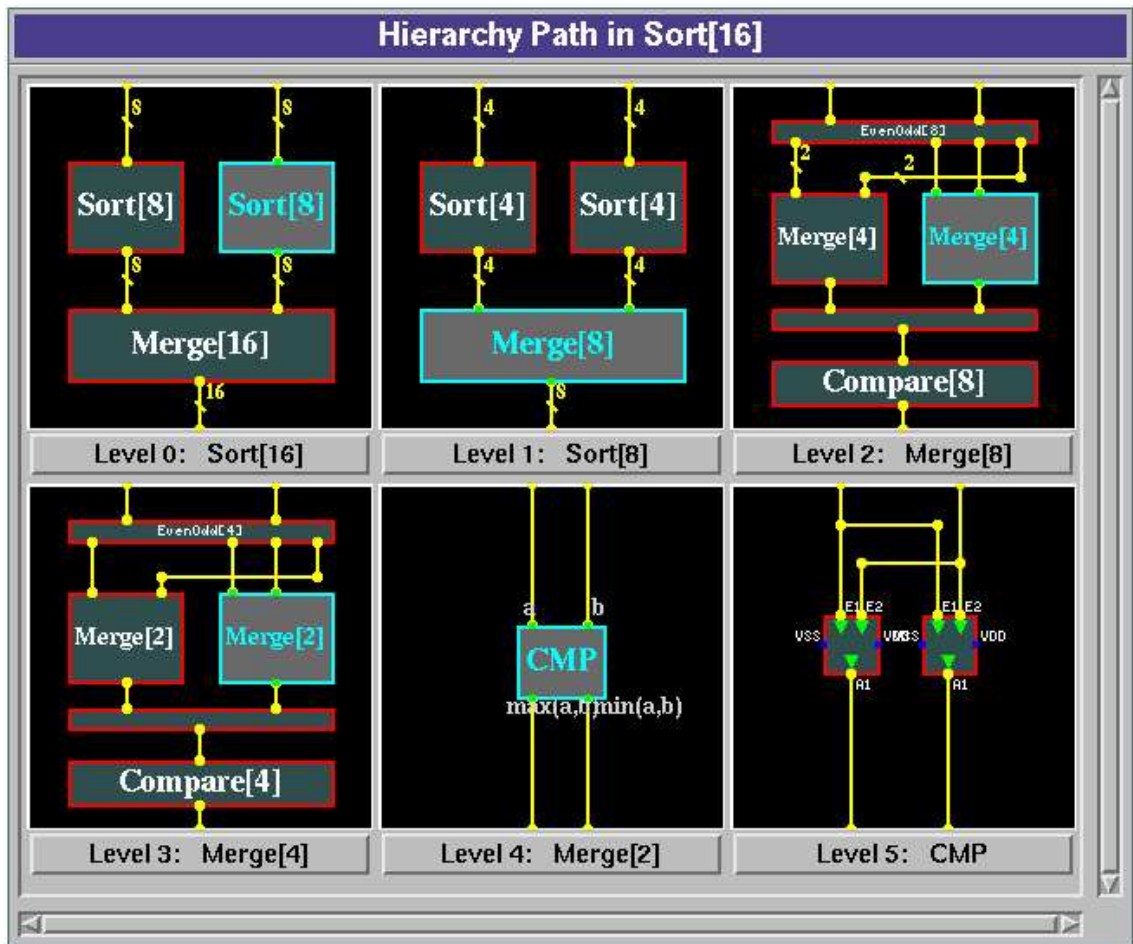 Hierarchy Path in Sort[16]
8 8
Sort[8] Sort[8]
8 8
Merge[16]
16
Level 0: Sort[16]
4 4
Sort[4] Sort[4]
4 4
Merge[8]
8
Level 1: Sort[8]
EvenOdd[8]
2 2
Merge[4] Merge[4]
Compare[8]
Level 2: Merge[8]
EvenOdd[4]
Merge[2] Merge[2]
Compare[4]
Level 3: Merge[4]
a b
CMP
max(a,b)min(a,b)
Level 4: Merge[2]
E1 E2 E1 E2
VSS VDD
A1 A1
Level 5: CMP